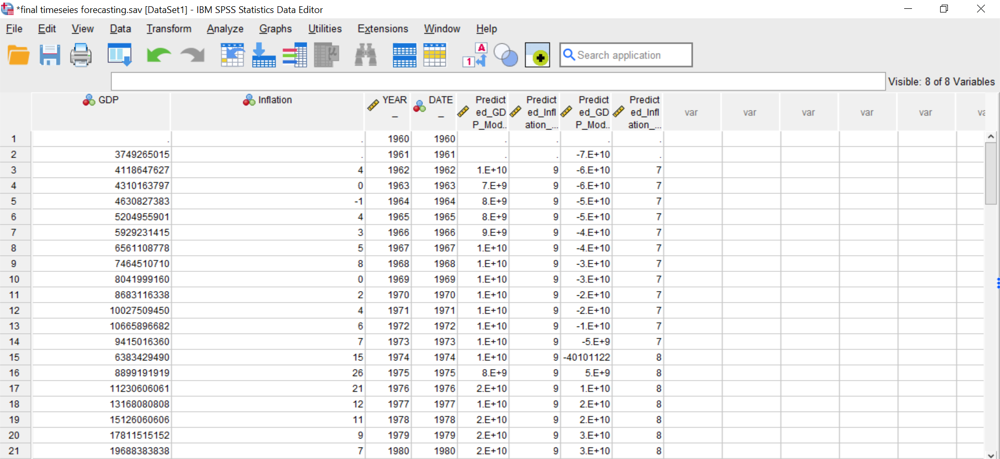 *final timeseies forecasting.sav [DataSet1] - IBM SPSS Statistics Data Editor
File Edit View Data Transform Analyze Graphs Utilities Extensions Window Help
Search application
Visible: 8 of 8 Variables
GDP Inflation YEAR_ DATE_ Predicted_GDP_Mod.. Predicted_Inflation_... Predicted_GDP_Mod.. Predicted_Inflation_... var var var var var va
1 . . 1960 1960 . . . .
2 3749265015 . 1961 1961 . . -7.E+10 .
3 4118647627 4 1962 1962 1.E+10 9 -6.E+10 7
4 4310163797 0 1963 1963 7.E+9 9 -6.E+10 7
5 4630827383 -1 1964 1964 8.E+9 9 -5.E+10 7
6 5204955901 4 1965 1965 8.E+9 9 -5.E+10 7
7 5929231415 3 1966 1966 9.E+9 9 -4.E+10 7
8 6561108778 5 1967 1967 1.E+10 9 -4.E+10 7
9 7464510710 8 1968 1968 1.E+10 9 -3.E+10 7
10 8041999160 0 1969 1969 1.E+10 9 -3.E+10 7
11 8683116338 2 1970 1970 1.E+10 9 -2.E+10 7
12 10027509450 4 1971 1971 1.E+10 9 -2.E+10 7
13 10665896682 6 1972 1972 1.E+10 9 -1.E+10 7
14 9415016360 7 1973 1973 1.E+10 9 -5.E+9 7
15 6383429490 15 1974 1974 1.E+10 9 -40101122 8
16 8899191919 26 1975 1975 8.E+9 9 5.E+9 8
17 11230606061 21 1976 1976 2.E+10 9 1.E+10 8
18 13168080808 12 1977 1977 1.E+10 9 2.E+10 8
19 15126060606 11 1978 1978 2.E+10 9 2.E+10 8
20 17811515152 9 1979 1979 2.E+10 9 3.E+10 8
21 19688383838 7 1980 1980 2.E+10 9 3.E+10 8